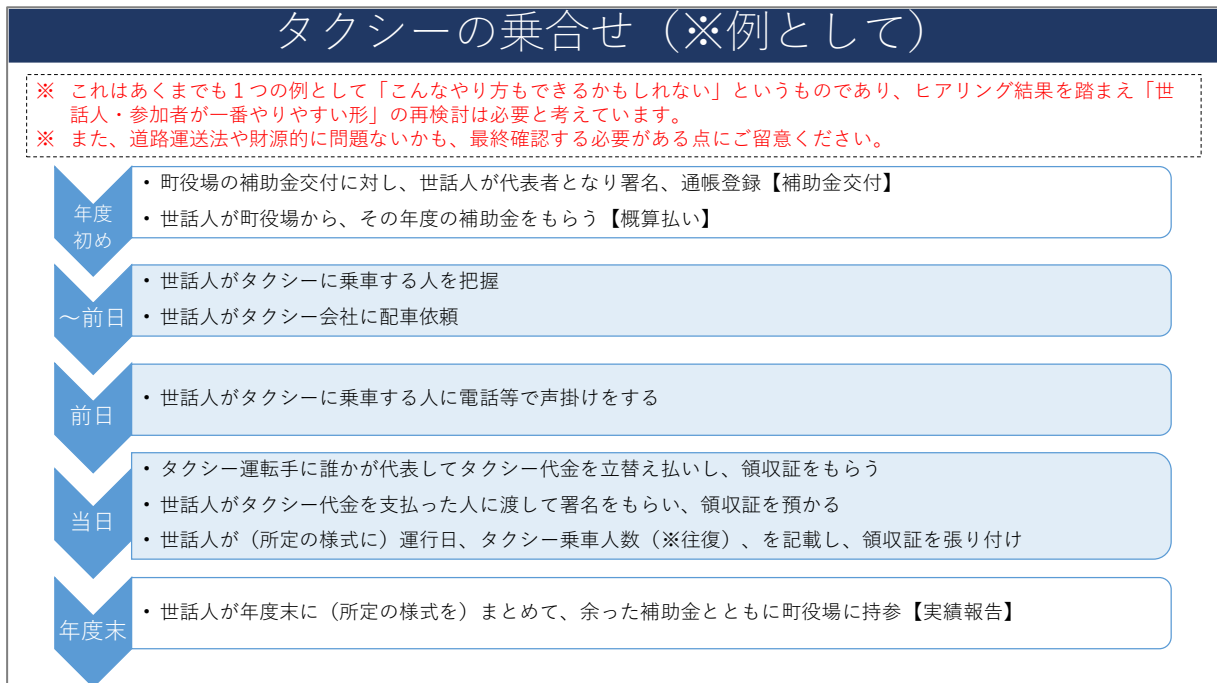 タクシーの乗合せ（※例として）
※ これはあくまでも１つの例として「こんなやり方もできるかもしれない」というものであり、ヒアリング結果を踏まえ「世
話人・参加者が一番やりやすい形」の再検討は必要と考えています。
※ また、道路運送法や財源的に問題ないかも、最終確認する必要がある点にご留意ください。
年度
初め
・町役場の補助金交付に対し、世話人が代表者となり署名、通帳登録【補助金交付】
・世話人が町役場から、その年度の補助金をもらう【概算払い】
～前日
・世話人がタクシーに乗車する人を把握
・世話人がタクシー会社に配車依頼
前日
・世話人がタクシーに乗車する人に電話等で声掛けをする
当日
・タクシー運転手に誰かが代表してタクシー代金を立替え払いし、領収証をもらう
・世話人がタクシー代金を支払った人に渡して署名をもらい、領収証を預かる
・世話人が（所定の様式に）運行日、タクシー乗車人数（※往復）、を記載し、領収証を張り付け
年度末
・世話人が年度末に（所定の様式を）まとめて、余った補助金とともに町役場に持参【実績報告】